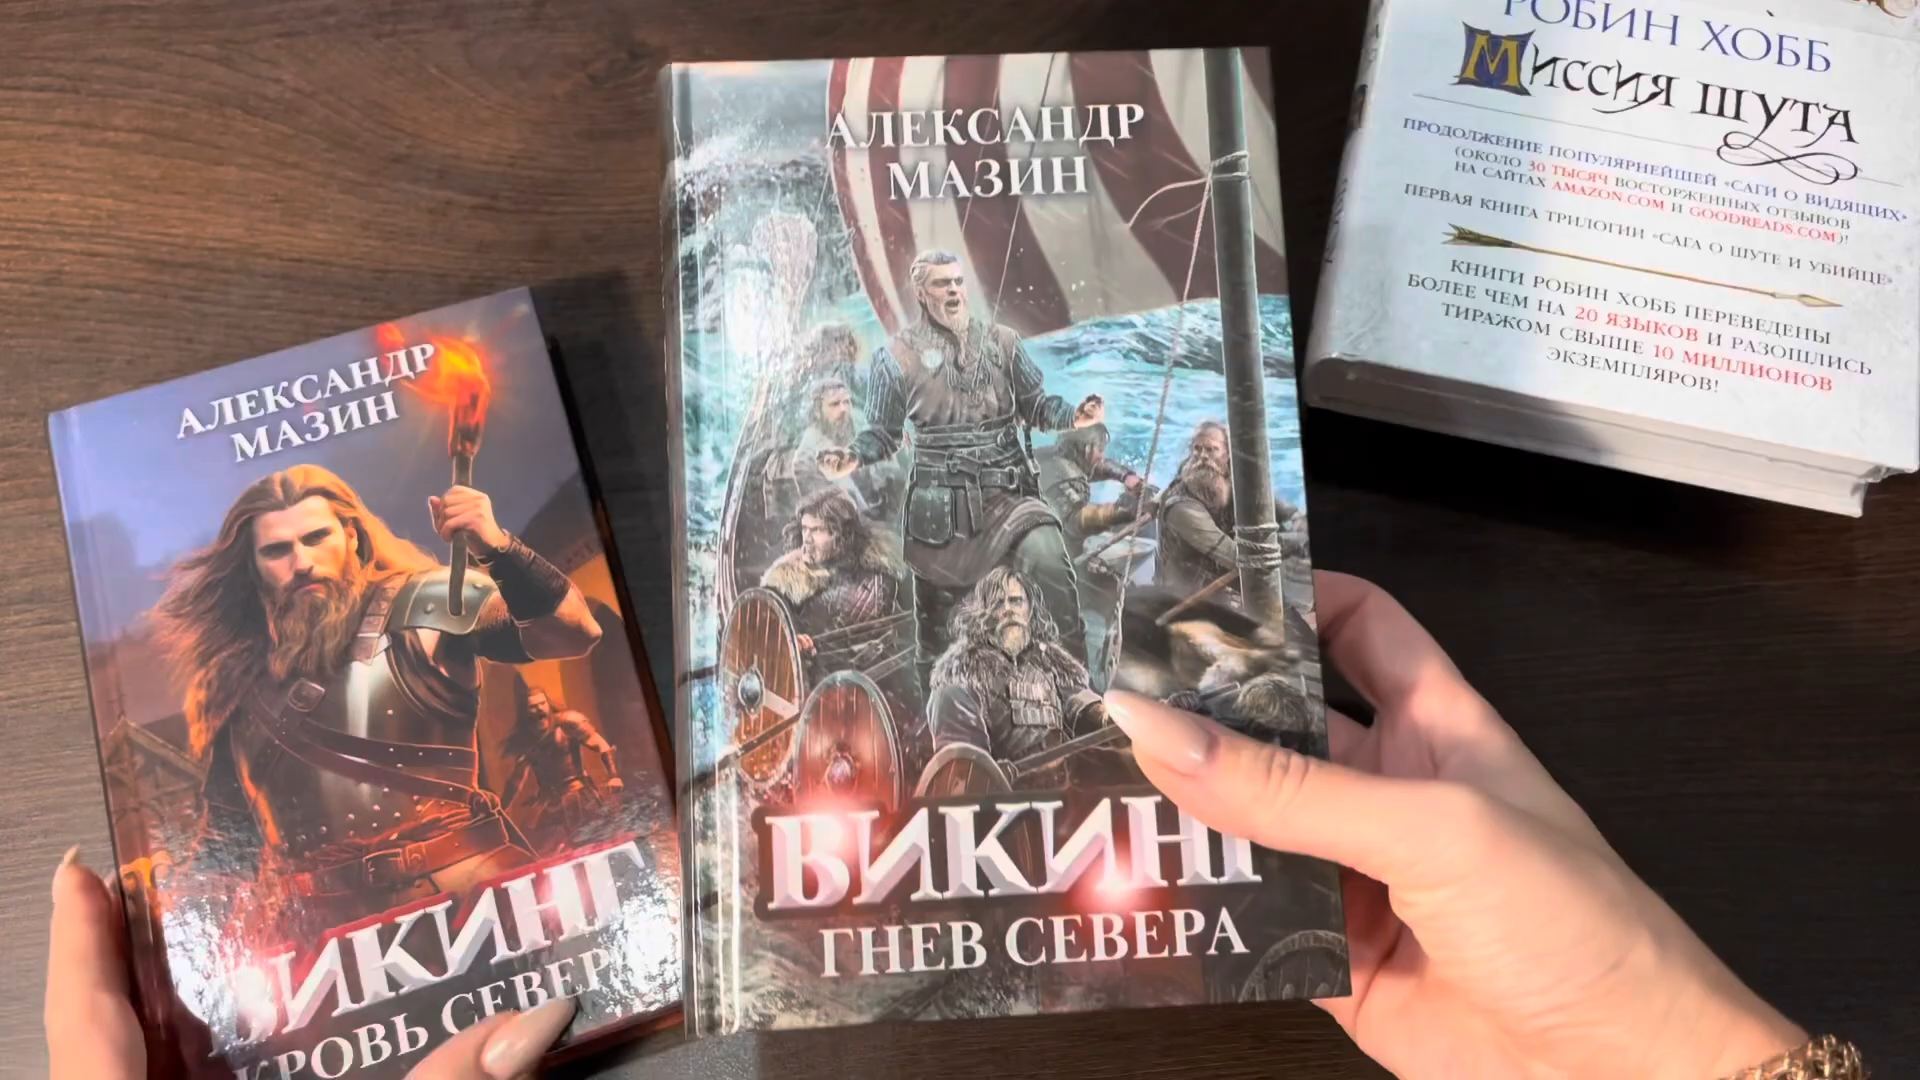 АЛЕКСАНДР
МАЗИН
ВИКИНГ
КРОВЬ СЕВЕРА
АЛЕКСАНДР
МАЗИН
ВИКИНГ
ГНЕВ СЕВЕРА
РОБИН ХОББ
МИССИЯ ШУТА
ПРОДОЛЖЕНИЕ ПОПУЛЯРНЕЙШЕЙ «САГИ О ВИДЯЩИХ»
(ОКОЛО 30 ТЫСЯЧ ВОСТОРЖЕННЫХ ОТЗЫВОВ
НА САЙТАХ AMAZON.COM И GOODREADS.COM)!
ПЕРВАЯ КНИГА ТРИЛОГИИ «САГА О ШУТЕ И УБИЙЦЕ»
КНИГИ РОБИН ХОББ ПЕРЕВЕДЕНЫ
БОЛЕЕ ЧЕМ НА 20 ЯЗЫКОВ И РАЗОШЛИСЬ
ТИРАЖОМ СВЫШЕ 10 МИЛЛИОНОВ
ЭКЗЕМПЛЯРОВ!